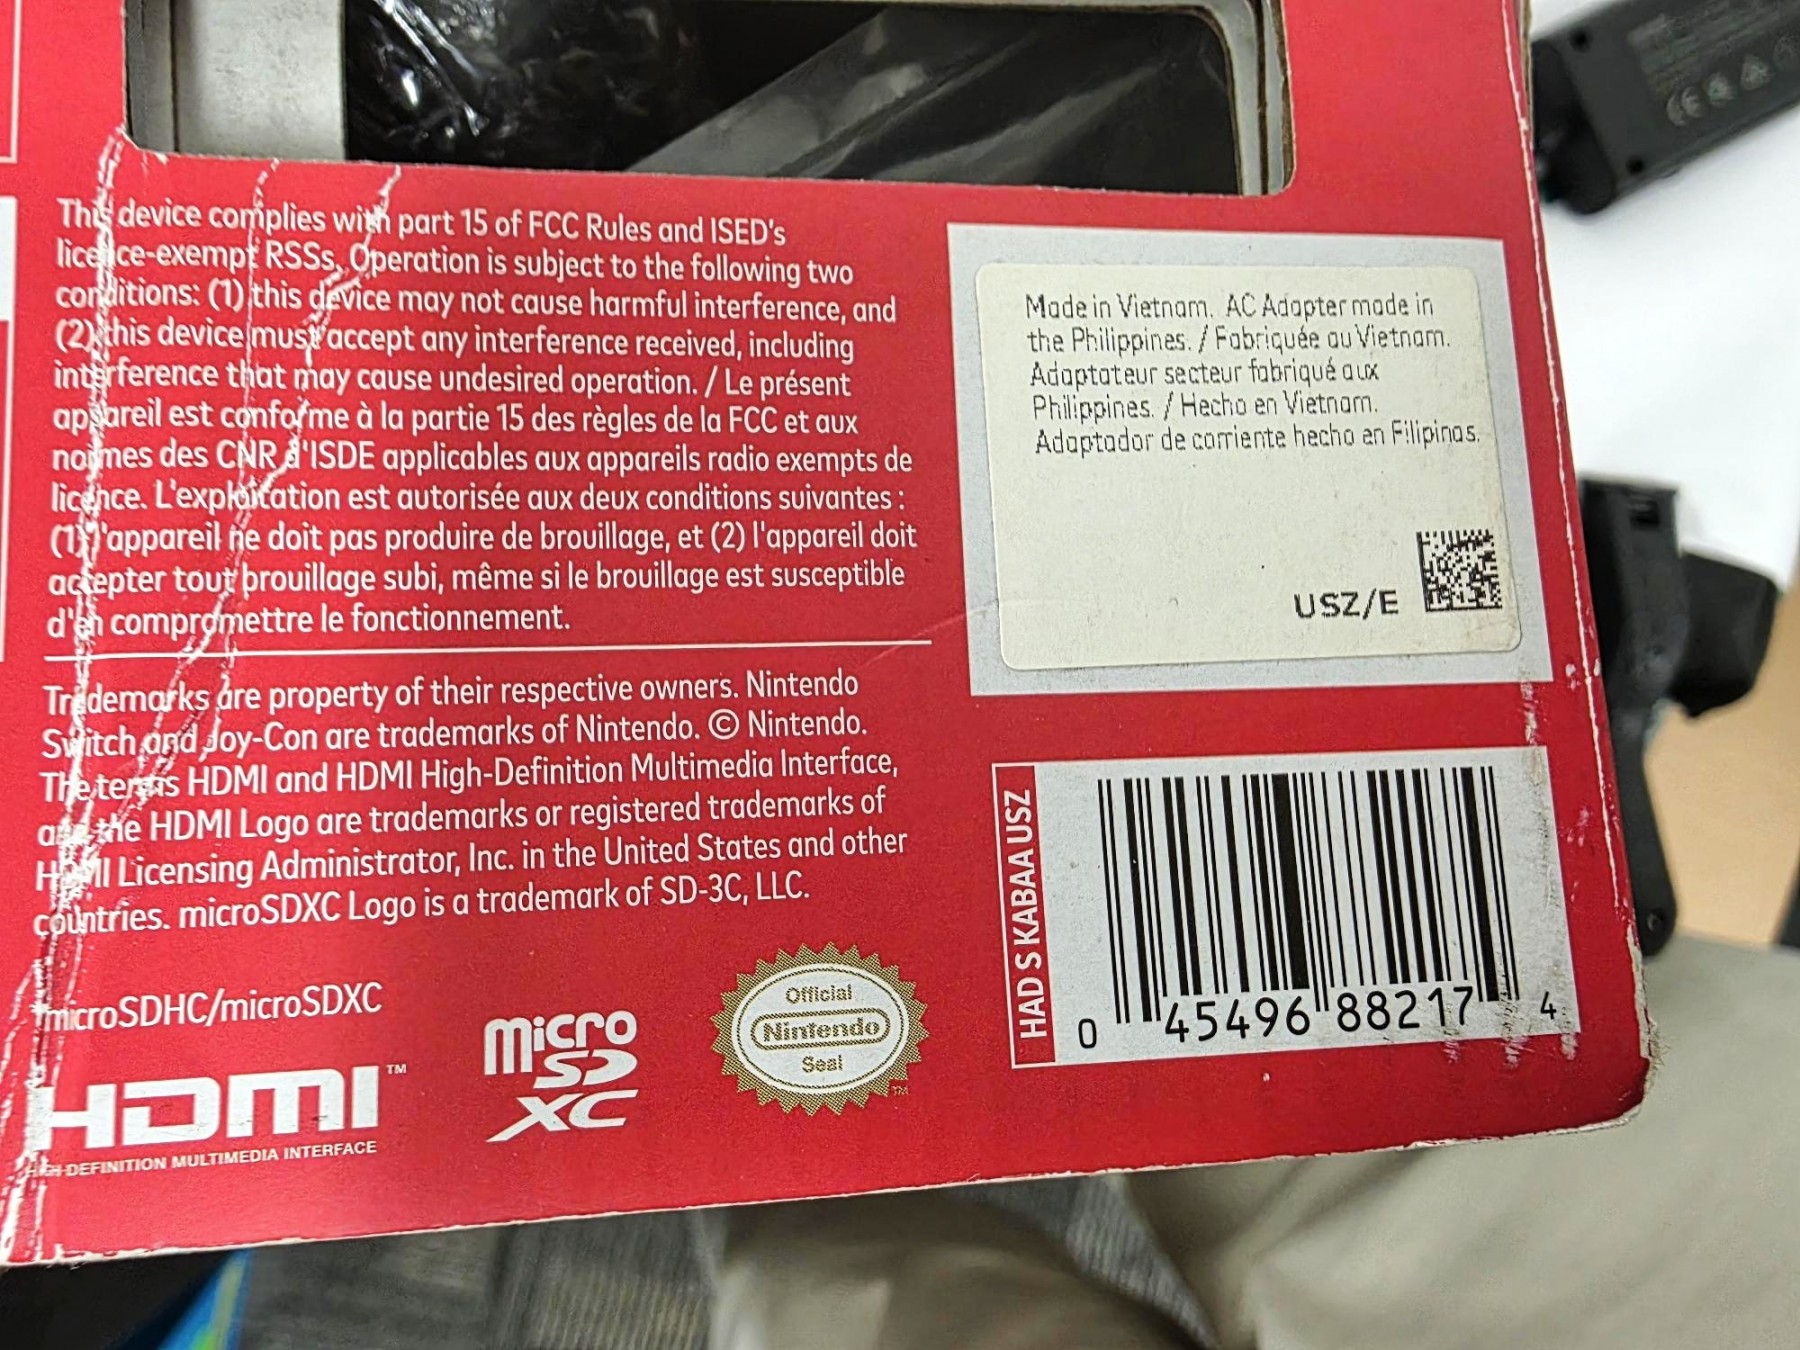 This device complies with part 15 of FCC Rules and ISED's
licence-exempt RSSs. Operation is subject to the following two
conditions: (1) this device may not cause harmful interference, and
(2) this device must accept any interference received, including
interference that may cause undesired operation. / Le présent
appareil est conforme à la partie 15 des règles de la FCC et aux
normes des CNR d'ISDE applicables aux appareils radio exempts de
licence. L'exploitation est autorisée aux deux conditions suivantes :
(1) l'appareil ne doit pas produire de brouillage, et (2) l'appareil doit
accepter tout brouillage subi, même si le brouillage est susceptible
d'en compromettre le fonctionnement.
Trademarks are property of their respective owners. Nintendo
Switch and Joy-Con are trademarks of Nintendo. © Nintendo.
The terms HDMI and HDMI High-Definition Multimedia Interface,
and the HDMI Logo are trademarks or registered trademarks of
HDMI Licensing Administrator, Inc. in the United States and other
countries. microSDXC Logo is a trademark of SD-3C, LLC.
microSDHC/microSDXC
HDMI™
HIGH-DEFINITION MULTIMEDIA INTERFACE
Micro
SD
XC
Official
Nintendo
Seal
TM
Made in Vietnam. AC Adapter made in
the Philippines. / Fabriquée au Vietnam.
Adaptateur secteur fabriqué aux
Philippines. / Hecho en Vietnam.
Adaptador de corriente hecho en Filipinas.
USZ/E
HAD S KABAA USZ
0 45496 88217 4